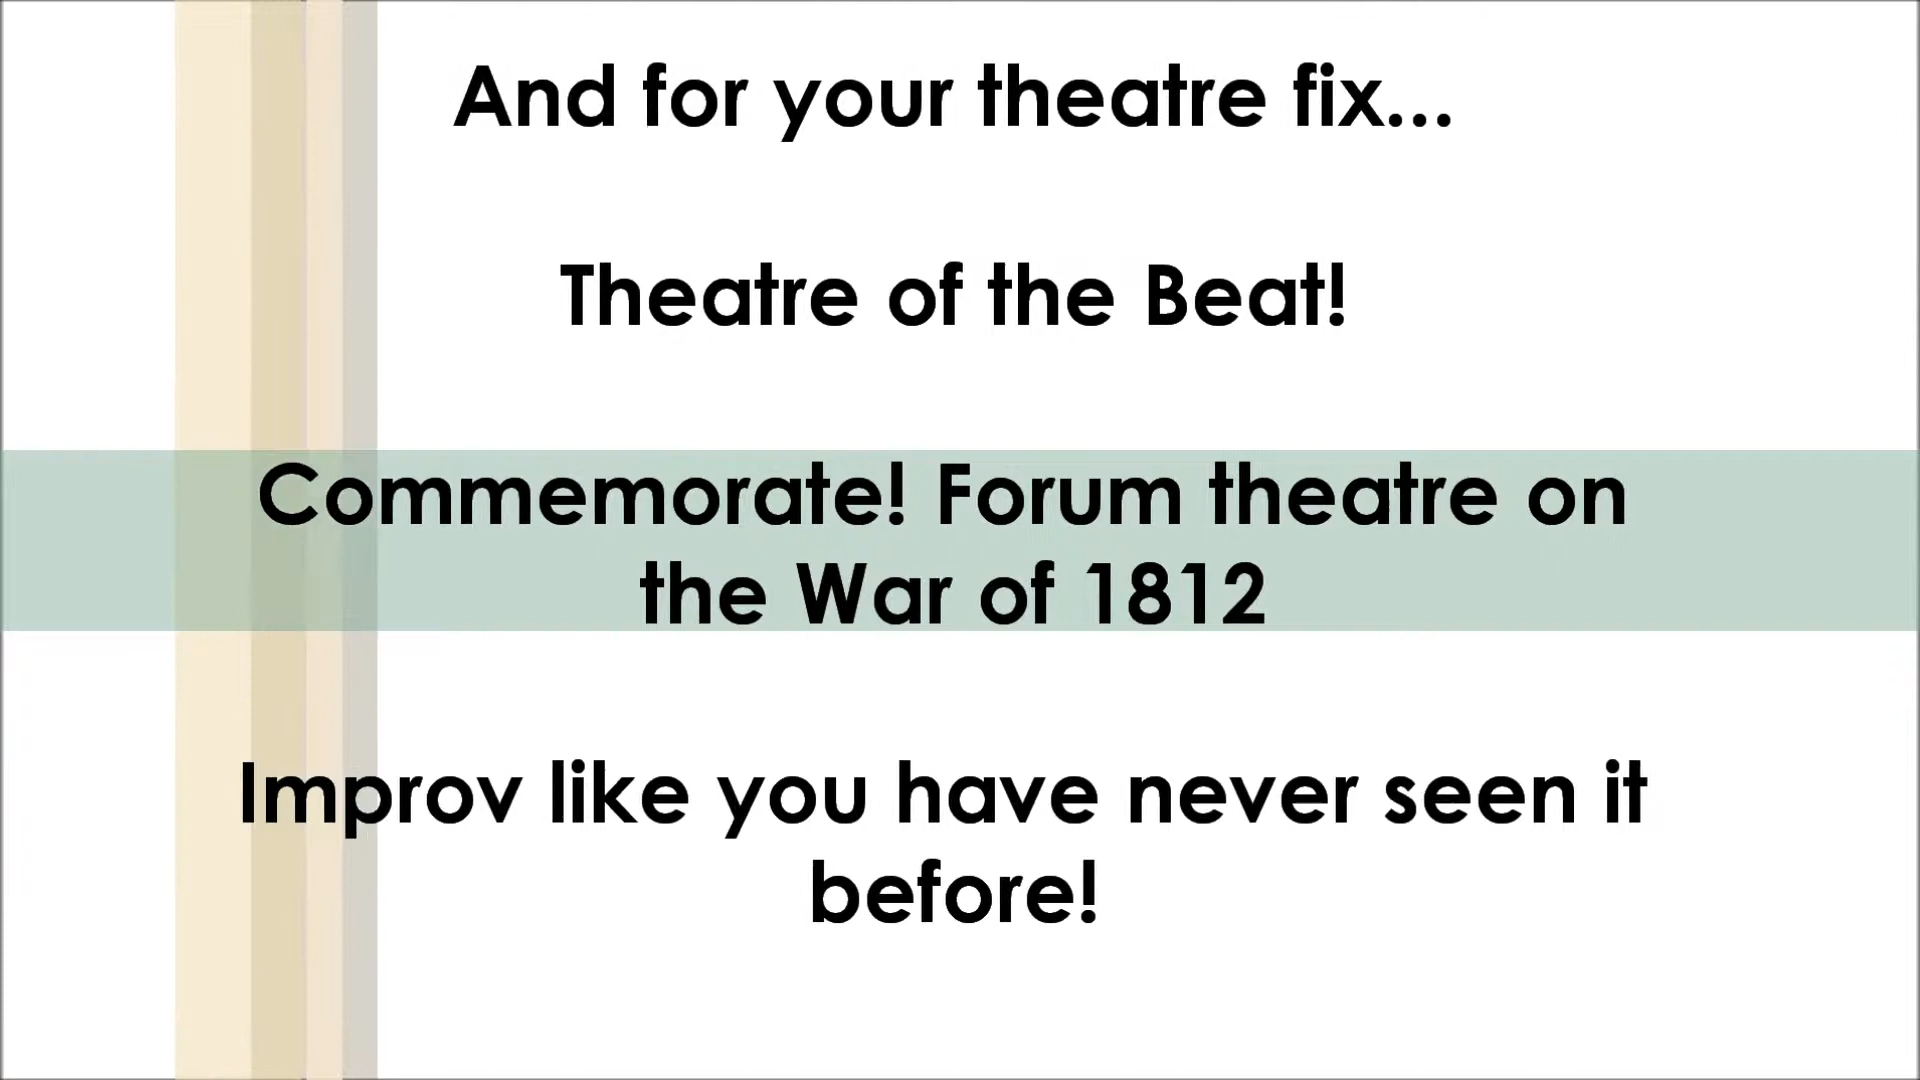 And for your theatre fix...
Theatre of the Beat!
Commemorate! Forum theatre on
the War of 1812
Improv like you have never seen it
before!